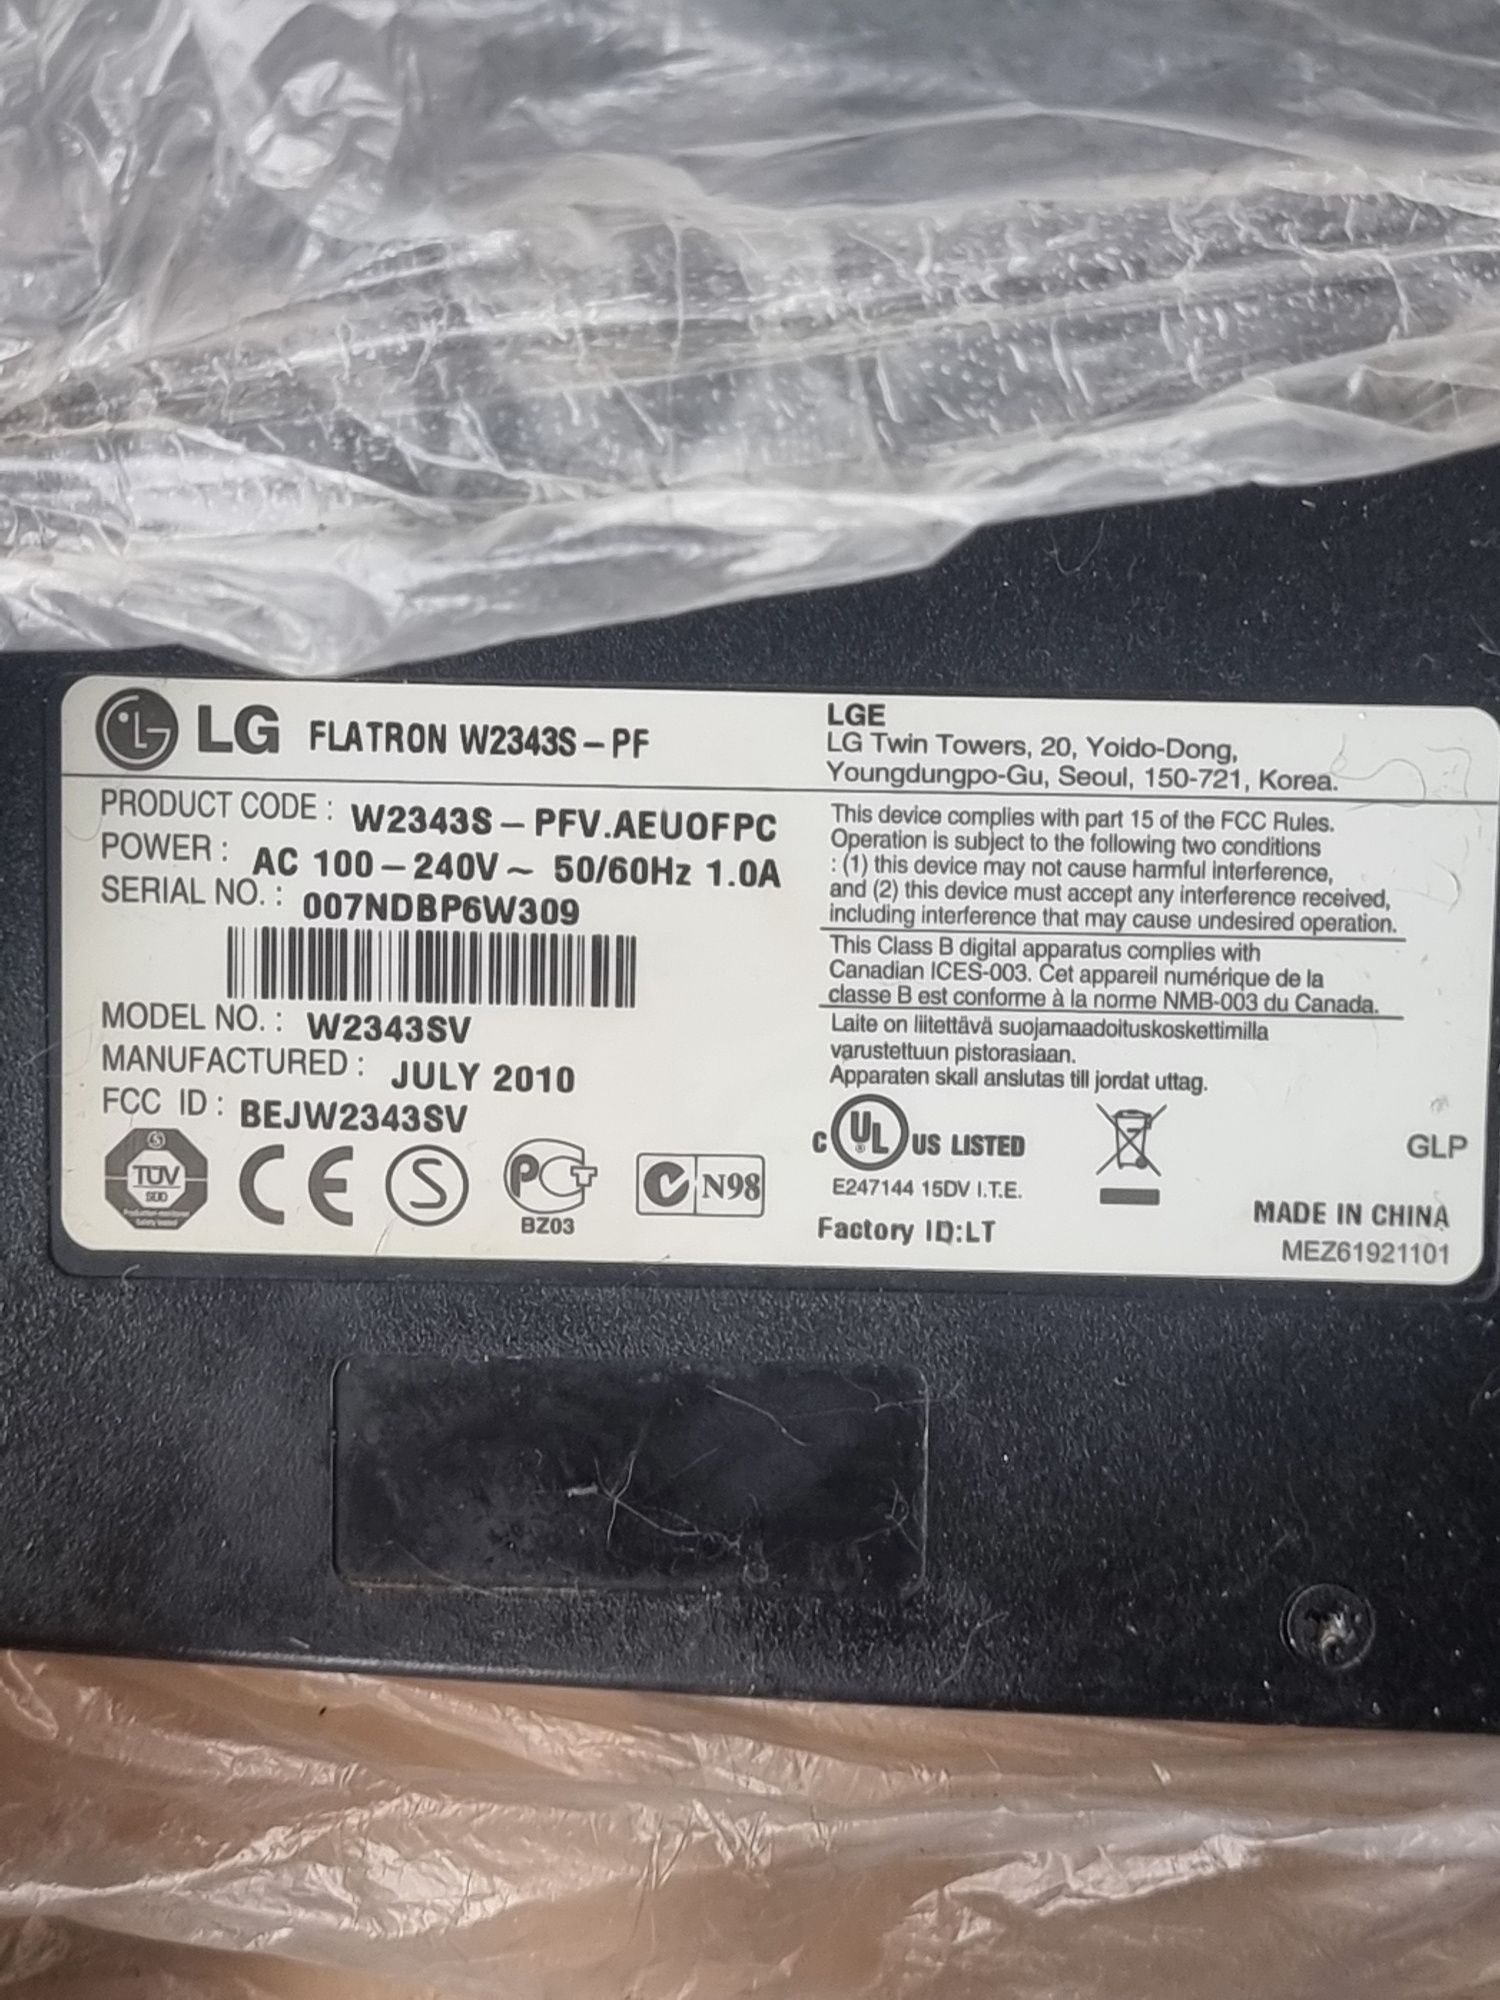 LG FLATRON W2343S-PF
PRODUCT CODE : W2343S-PFV.AEUOFPC
POWER : AC 100-240V~ 50/60Hz 1.0A
SERIAL NO. : 007NDBP6W309
MODEL NO. : W2343SV
MANUFACTURED : JULY 2010
FCC ID : BEJW2343SV
S
TÜV
SÜD
Production monitored
Safety tested
CE
S
PCT
BZ03
N98
LGE
LG Twin Towers, 20, Yoido-Dong,
Youngdungpo-Gu, Seoul, 150-721, Korea.
This device complies with part 15 of the FCC Rules.
Operation is subject to the following two conditions
: (1) this device may not cause harmful interference,
and (2) this device must accept any interference received,
including interference that may cause undesired operation.
This Class B digital apparatus complies with
Canadian ICES-003. Cet appareil numérique de la
classe B est conforme à la norme NMB-003 du Canada.
Laite on liitettävä suojamaadoituskoskettimilla
varustettuun pistorasiaan.
Apparaten skall anslutas till jordat uttag.
C UL US LISTED
E247144 15DV I.T.E.
Factory ID:LT
GLP
MADE IN CHINA
MEZ61921101